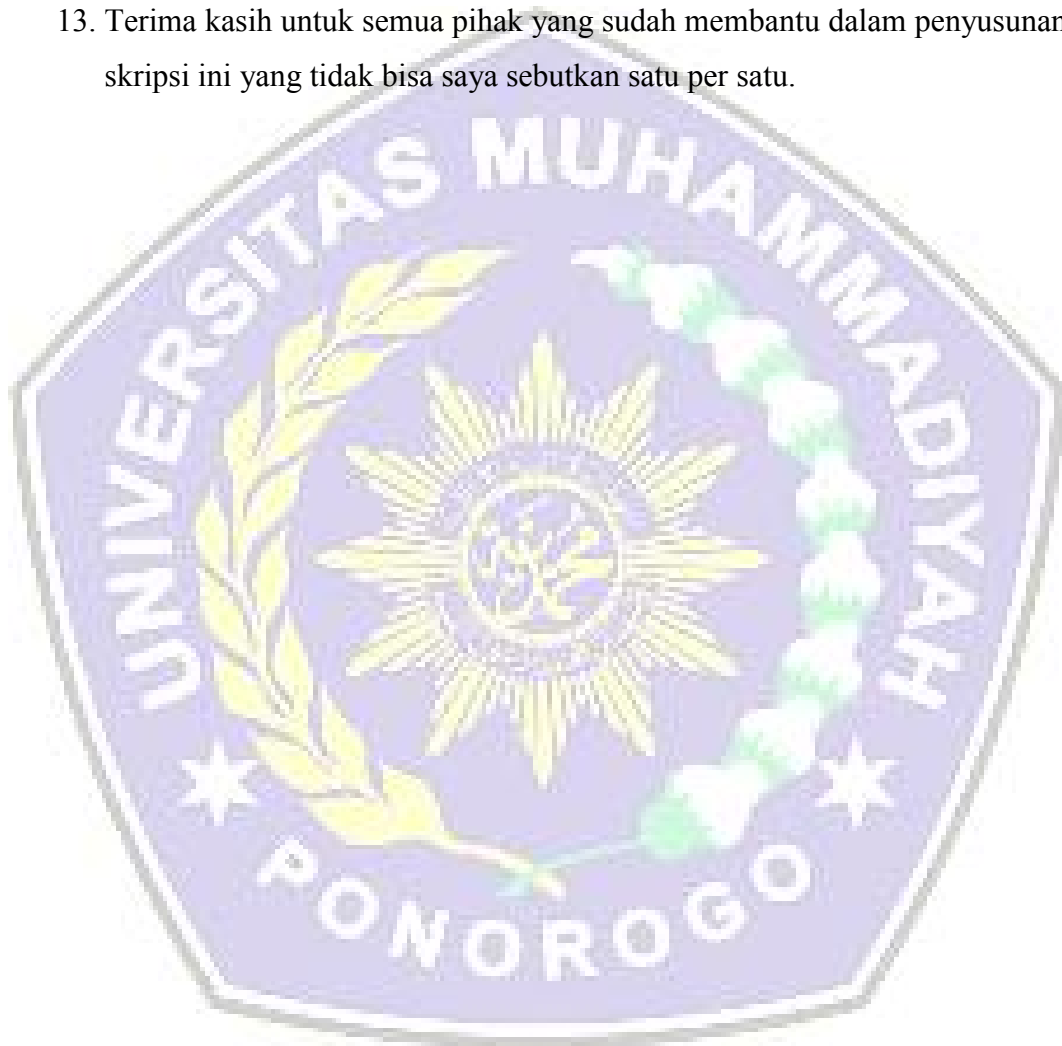 13. Terima kasih untuk semua pihak yang sudah membantu dalam penyusunan
skripsi ini yang tidak bisa saya sebutkan satu per satu.
UNIVERSITAS MUHAMMADIYAH
PONOROGO